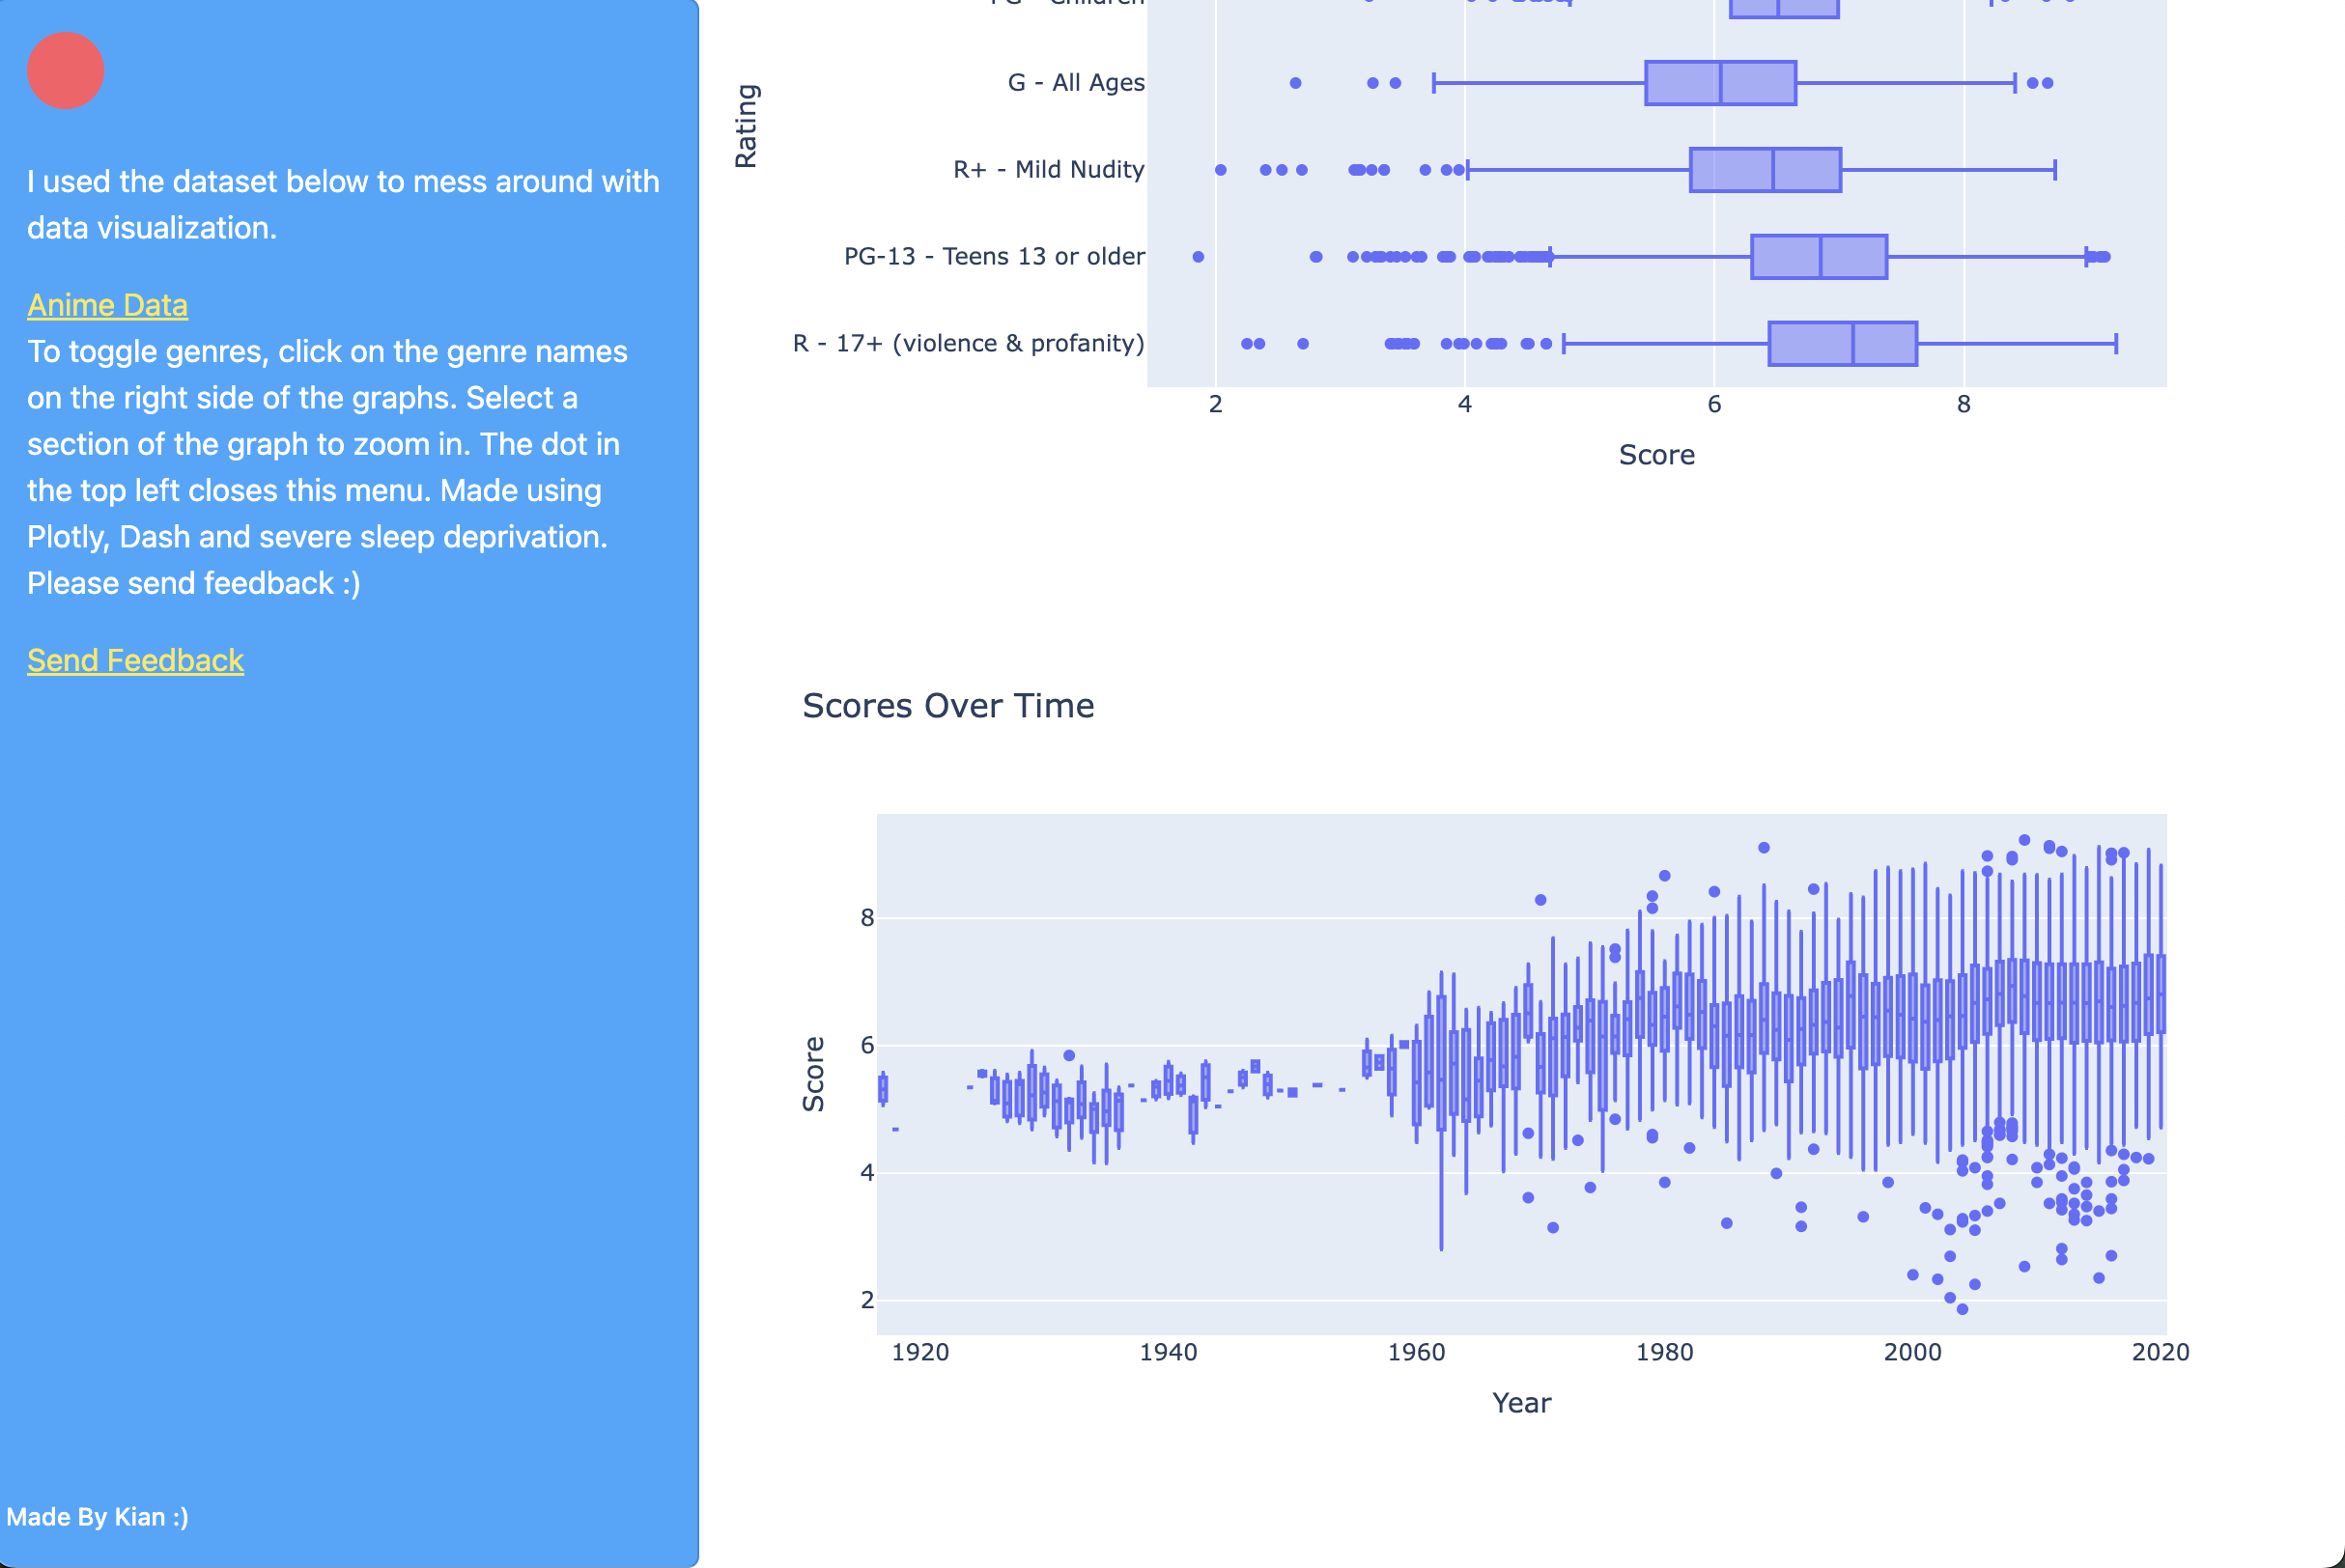 I used the dataset below to mess around with
data visualization.
Anime Data
To toggle genres, click on the genre names
on the right side of the graphs. Select a
section of the graph to zoom in. The dot in
the top left closes this menu. Made using
Plotly, Dash and severe sleep deprivation.
Please send feedback :)
Send Feedback
Made By Kian :)
PG - Children
G - All Ages
R+ - Mild Nudity
PG-13 - Teens 13 or older
R - 17+ (violence & profanity)
Rating
2 4 6 8
Score
Scores Over Time
8
6
4
2
Score
1920 1940 1960 1980 2000 2020
Year